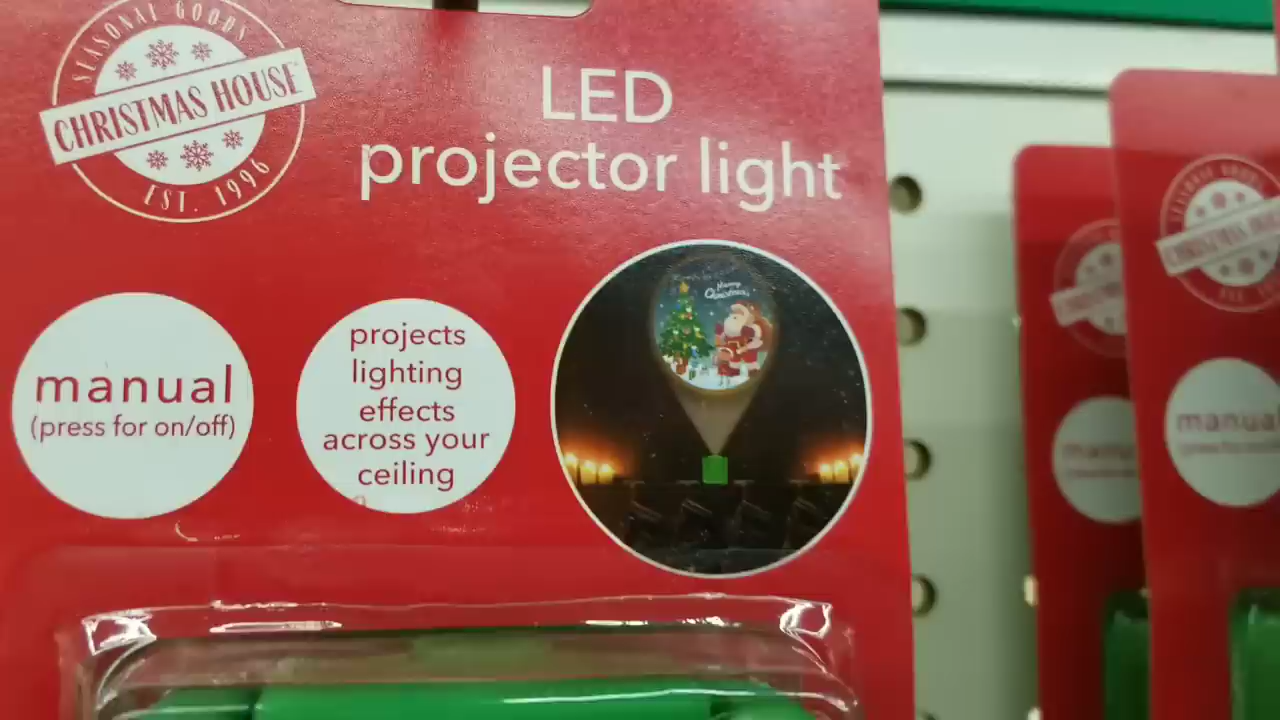 SEASONAL GOODS
CHRISTMAS HOUSE
EST. 1996
LED
projector light
manual
(press for on/off)
projects
lighting
effects
across your
ceiling
Merry
Christmas
CHRISTMAS HOUSE
manual
manual